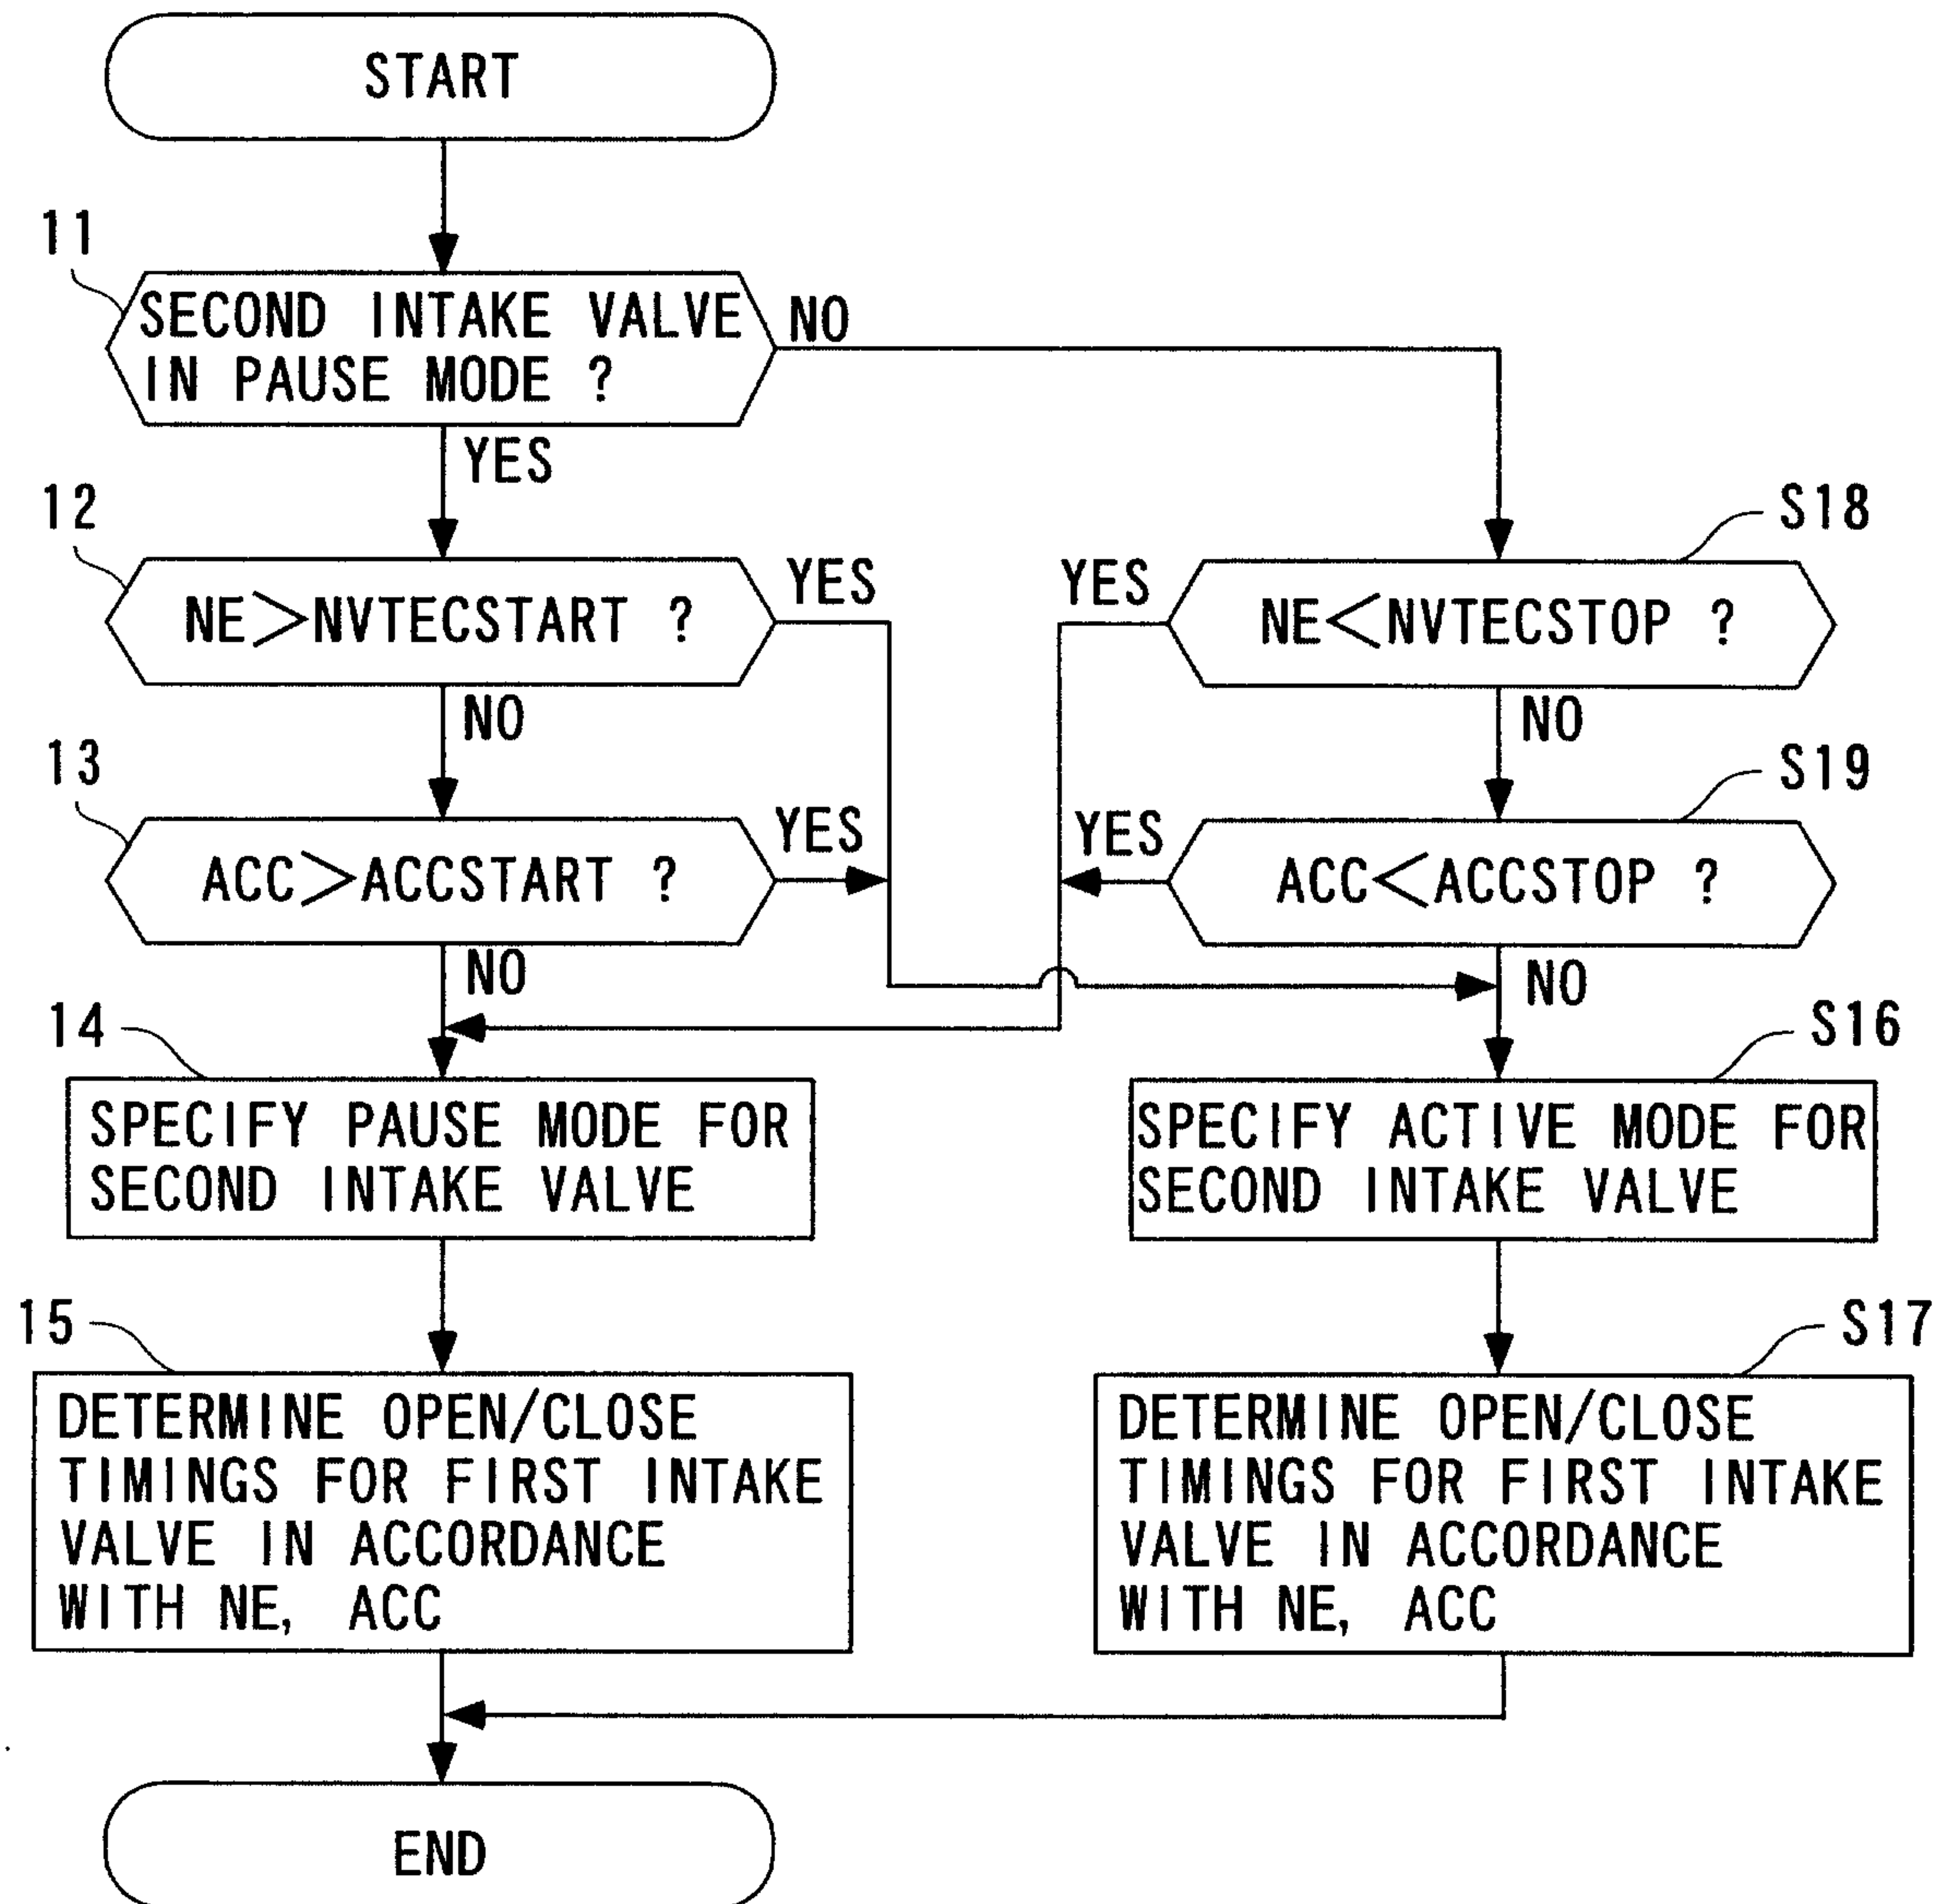 START
11
SECOND INTAKE VALVE
IN PAUSE MODE ?
NO
YES
12
NE>NVTECSTART ?
YES
NO
S18
NE<NVTECSTOP ?
YES
NO
13
ACC>ACCSTART ?
YES
NO
S19
ACC<ACCSTOP ?
YES
NO
14
SPECIFY PAUSE MODE FOR
SECOND INTAKE VALVE
S16
SPECIFY ACTIVE MODE FOR
SECOND INTAKE VALVE
15
DETERMINE OPEN/CLOSE
TIMINGS FOR FIRST INTAKE
VALVE IN ACCORDANCE
WITH NE, ACC
S17
DETERMINE OPEN/CLOSE
TIMINGS FOR FIRST INTAKE
VALVE IN ACCORDANCE
WITH NE, ACC
END